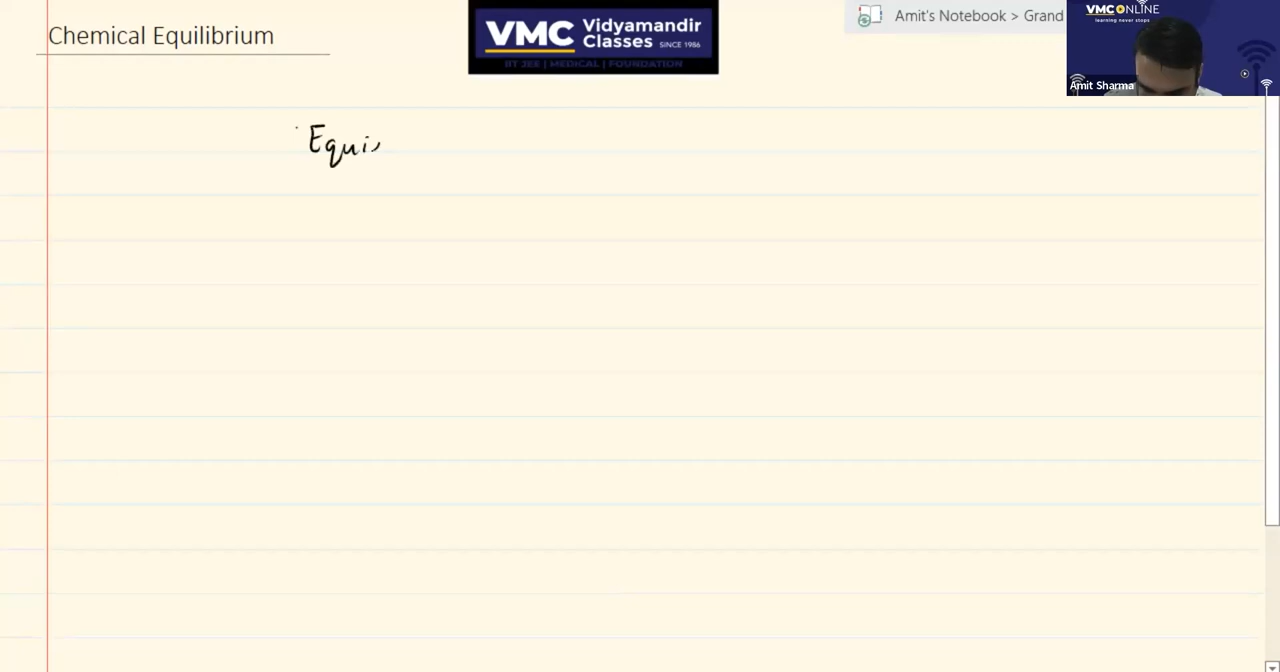 Chemical Equilibrium
VMC Vidyamandir Classes SINCE 1986
IIT JEE | MEDICAL | FOUNDATION
Amit's Notebook > Grand
VMC ONLINE
learning never stops
Amit Sharma
Equi